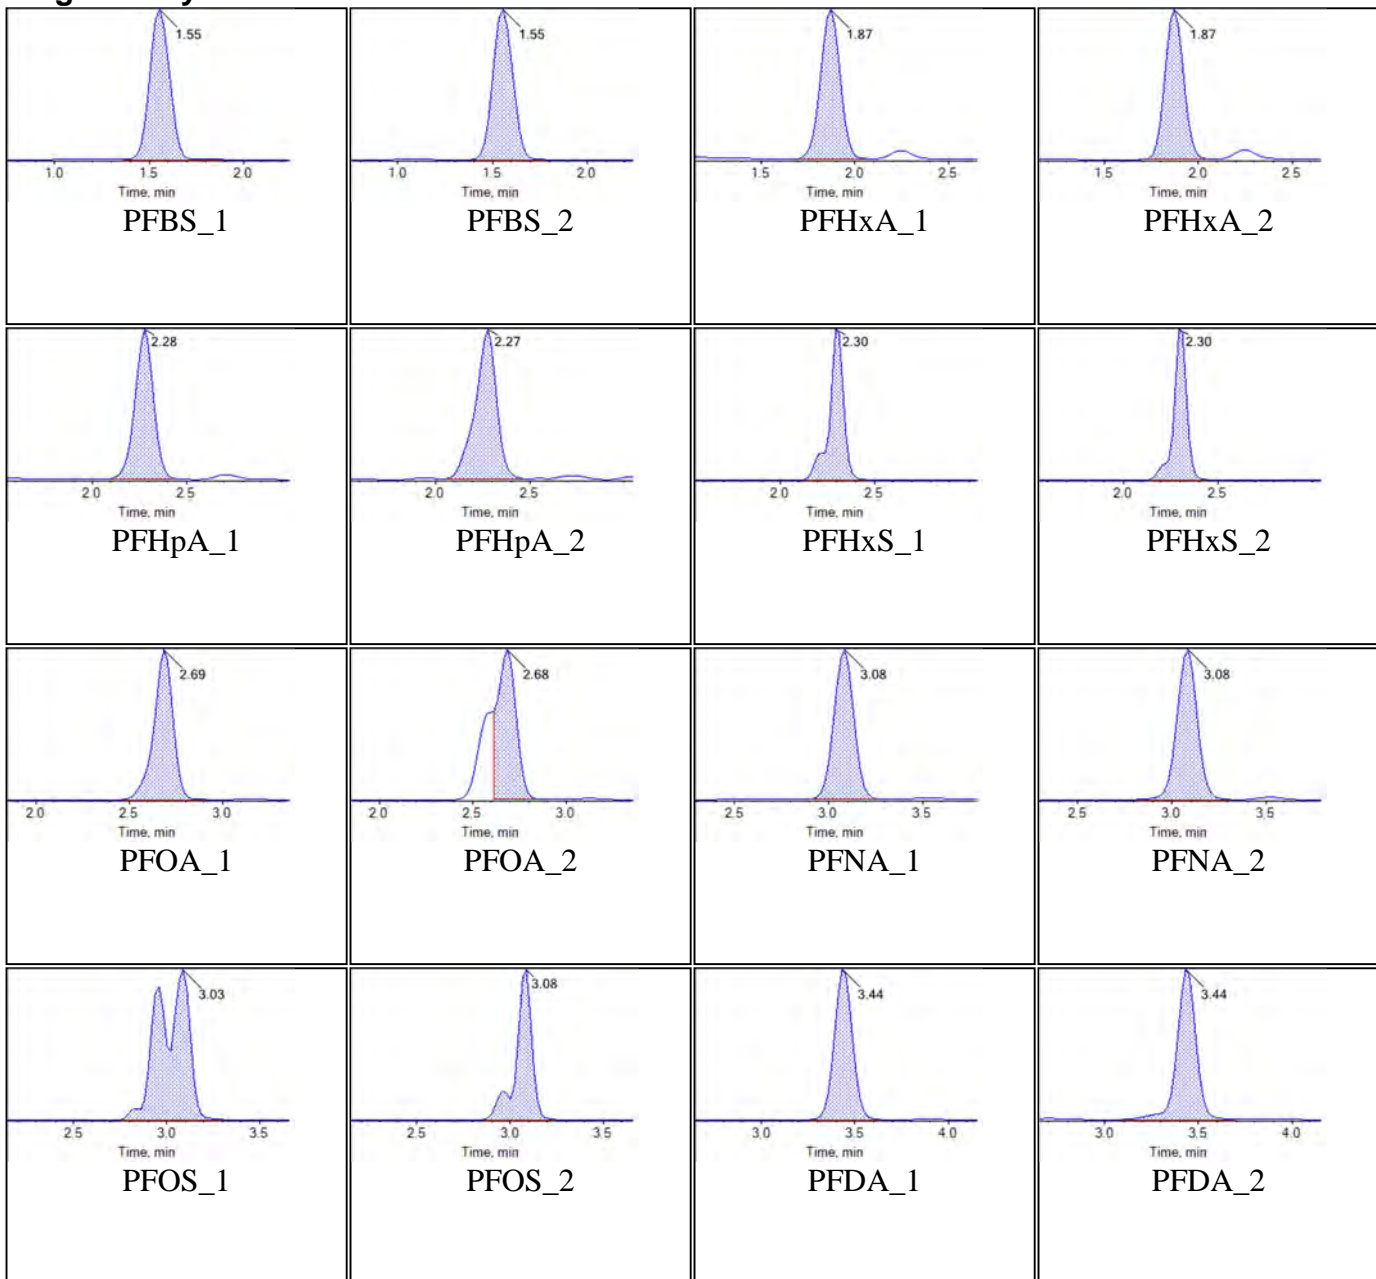 1.55 1.55 1.87 1.87
1.0 1.5 2.0 1.0 1.5 2.0 1.5 2.0 2.5 1.5 2.0 2.5
Time, min Time, min Time, min Time, min
PFBS_1 PFBS_2 PFHxA_1 PFHxA_2
2.28 2.27 2.30 2.30
2.0 2.5 2.0 2.5 2.0 2.5 2.0 2.5
Time, min Time, min Time, min Time, min
PFHpA_1 PFHpA_2 PFHxS_1 PFHxS_2
2.69 2.68 3.08 3.08
2.0 2.5 3.0 2.0 2.5 3.0 2.5 3.0 3.5 2.5 3.0 3.5
Time, min Time, min Time, min Time, min
PFOA_1 PFOA_2 PFNA_1 PFNA_2
3.03 3.08 3.44 3.44
2.5 3.0 3.5 2.5 3.0 3.5 3.0 3.5 4.0 3.0 3.5 4.0
Time, min Time, min Time, min Time, min
PFOS_1 PFOS_2 PFDA_1 PFDA_2